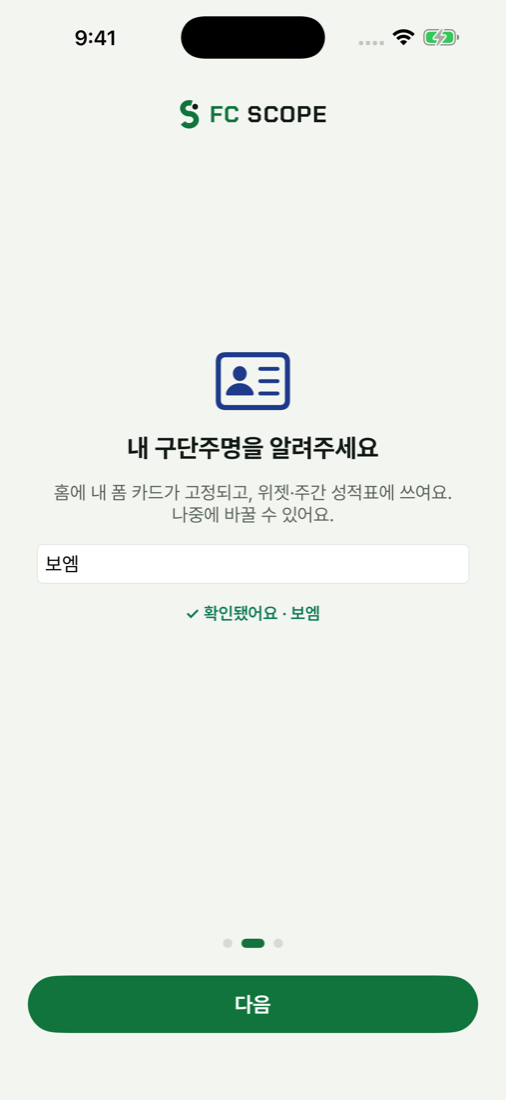 9:41
FC SCOPE
내 구단주명을 알려주세요
홈에 내 폼 카드가 고정되고, 위젯·주간 성적표에 쓰여요.
나중에 바꿀 수 있어요.
보엠
✓ 확인됐어요 · 보엠
다음